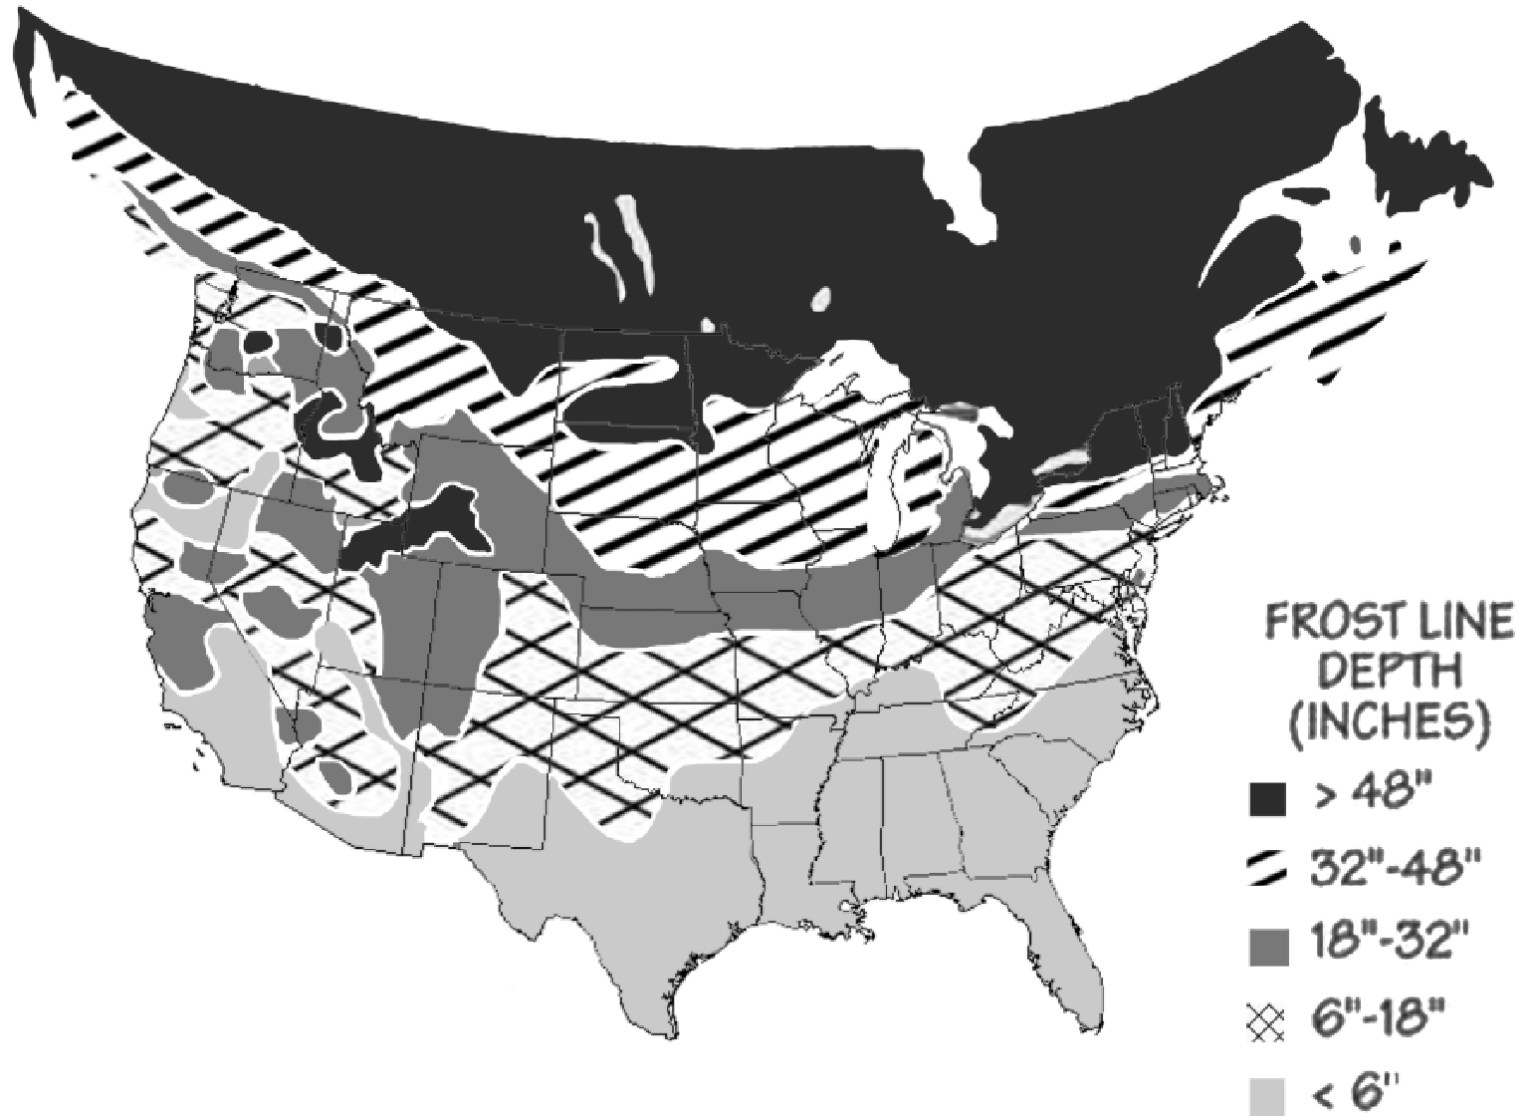 FROST LINE
DEPTH
(INCHES)
> 48"
32"-48"
18"-32"
6"-18"
< 6"